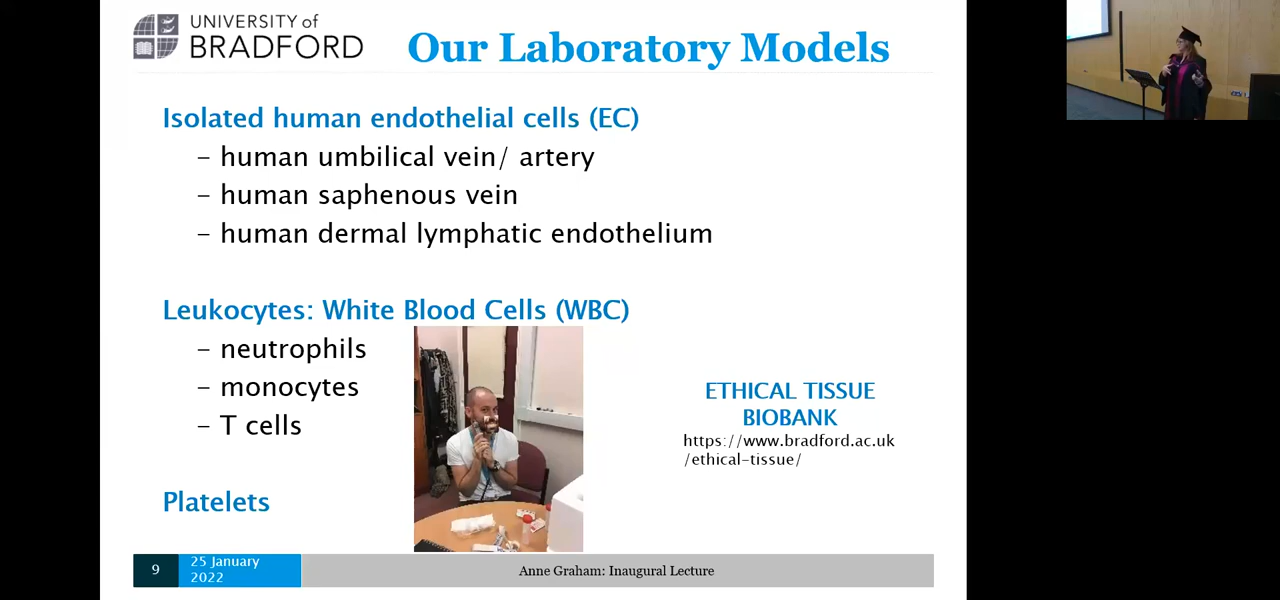 UNIVERSITY of
BRADFORD
Our Laboratory Models
Isolated human endothelial cells (EC)
– human umbilical vein/ artery
– human saphenous vein
– human dermal lymphatic endothelium
Leukocytes: White Blood Cells (WBC)
– neutrophils
– monocytes
– T cells
Platelets
ETHICAL TISSUE
BIOBANK
https://www.bradford.ac.uk
/ethical-tissue/
9
25 January
2022
Anne Graham: Inaugural Lecture